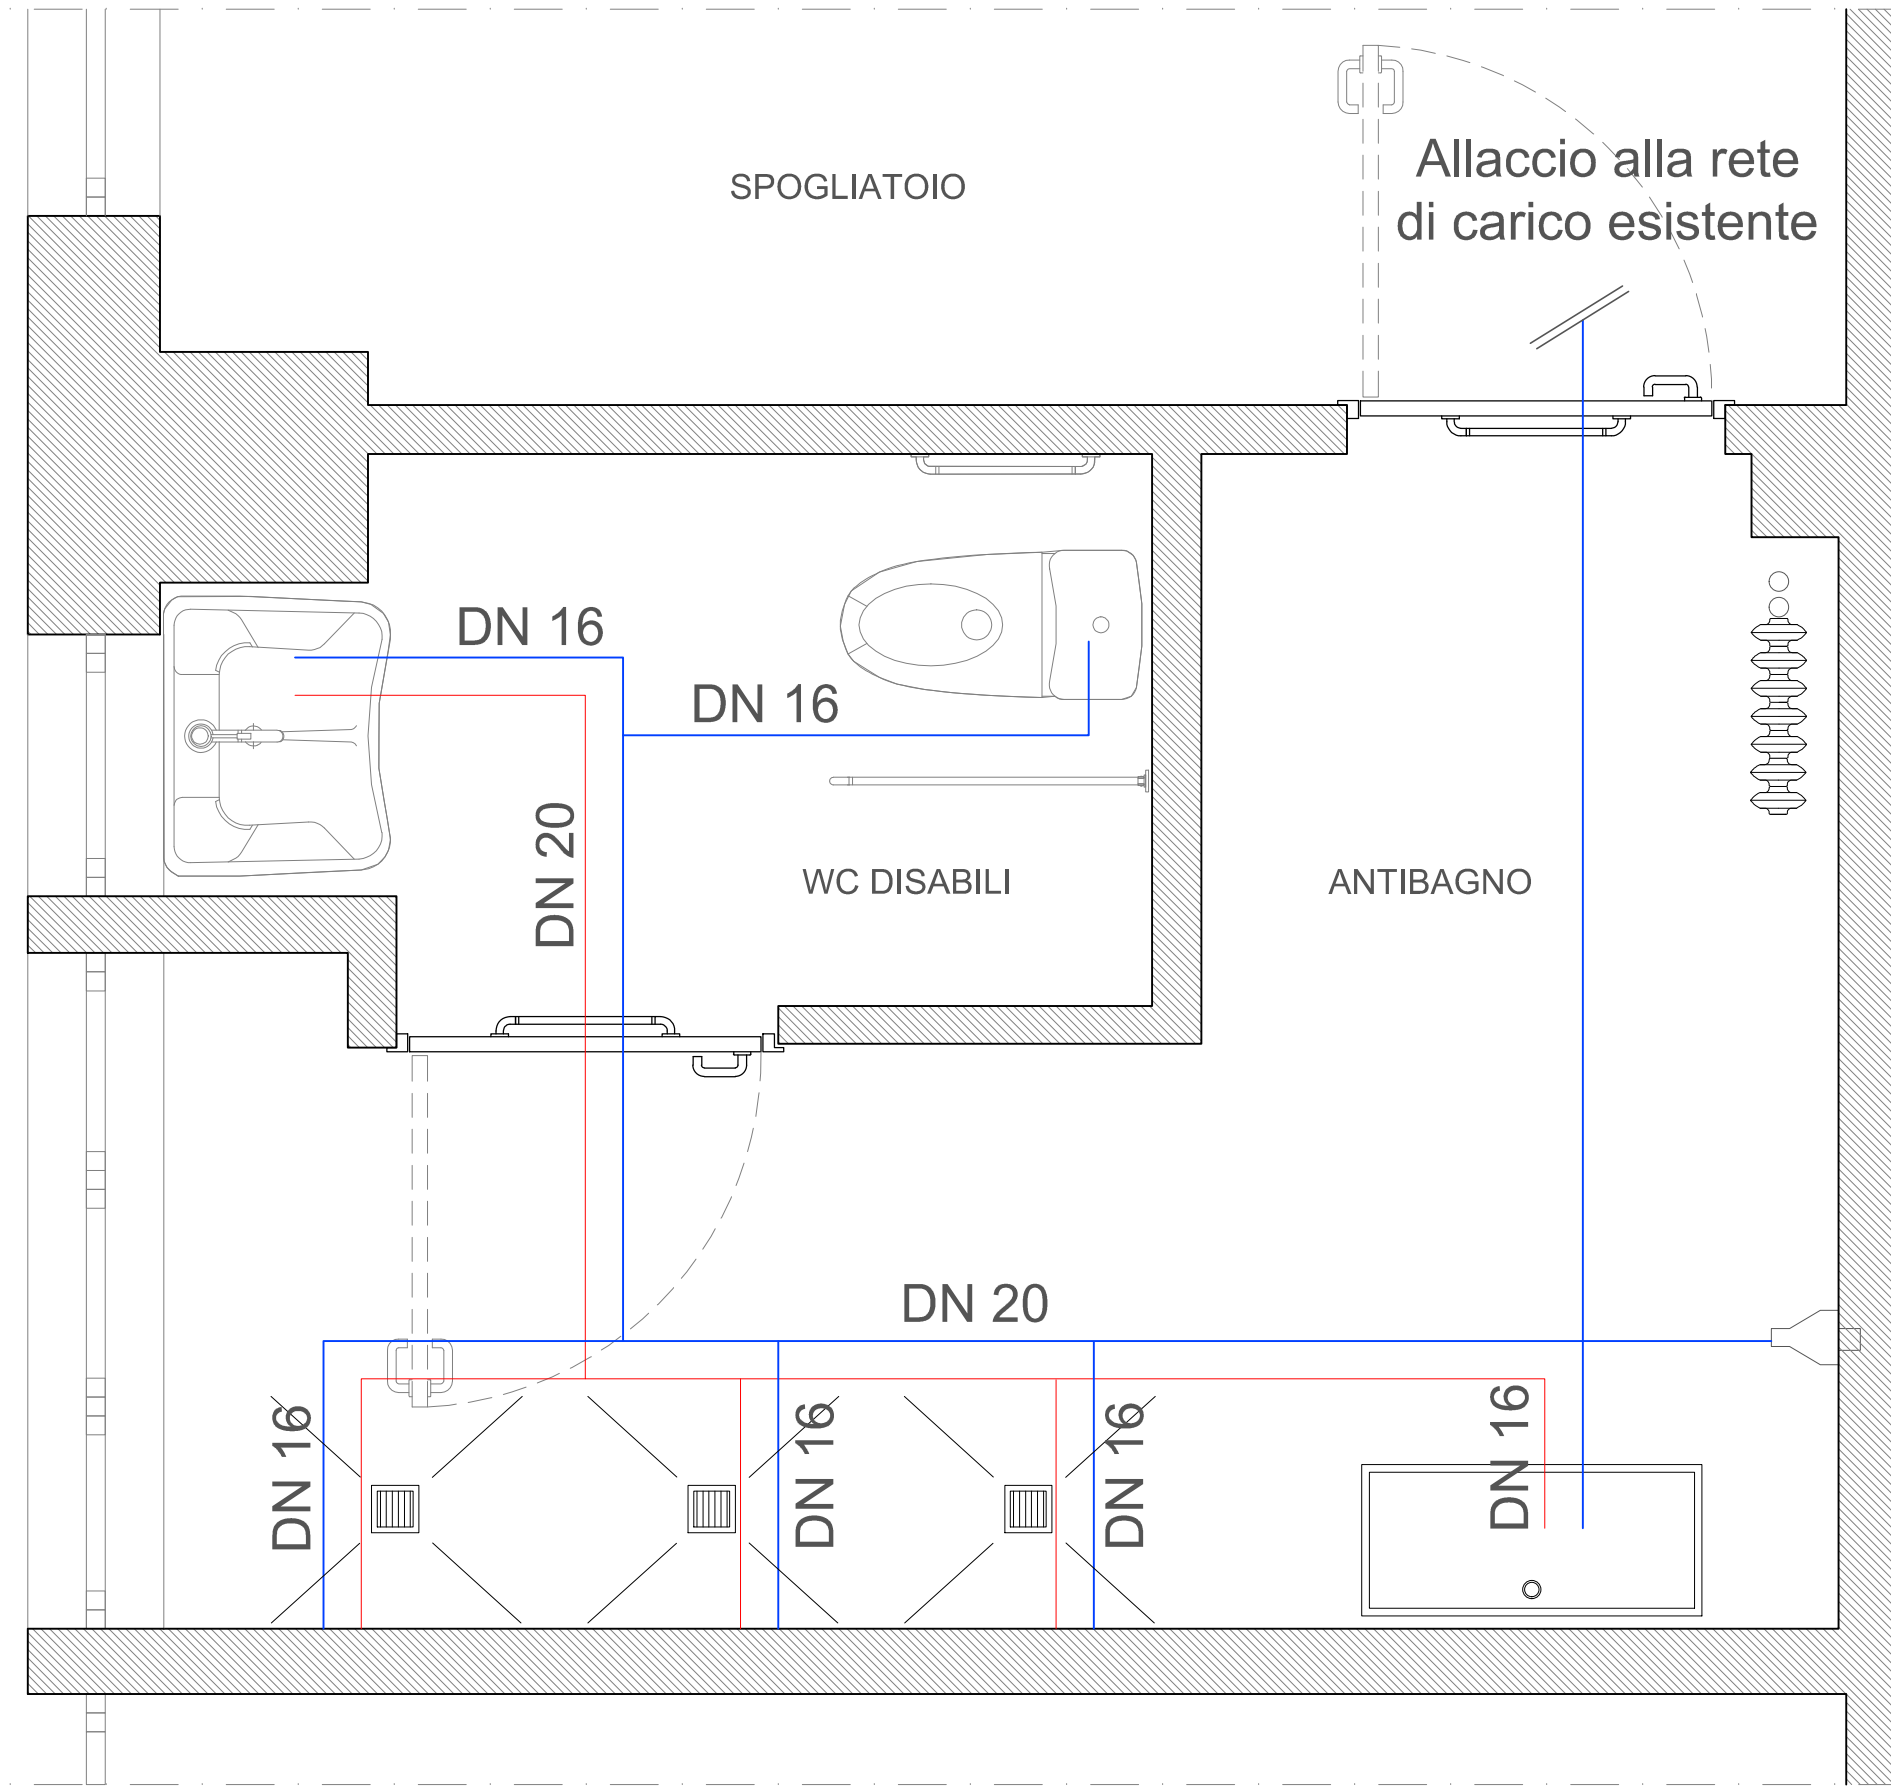 SPOGLIATOIO
Allaccio alla rete
di carico esistente
DN 16
DN 16
DN 20
WC DISABILI
ANTIBAGNO
DN 20
DN 16
DN 16
DN 16
DN 16